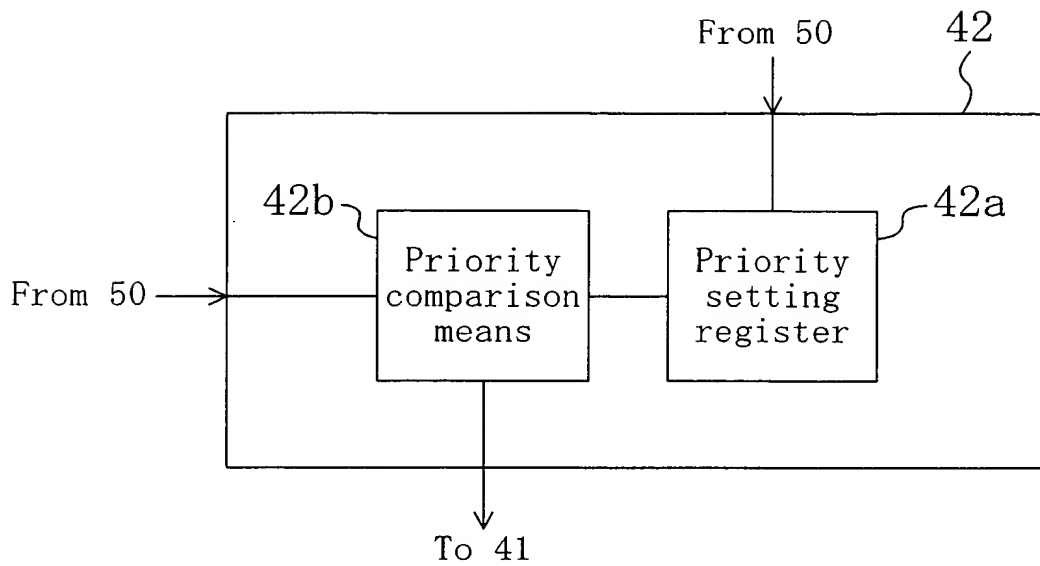 From 50
42
42b
42a
Priority
comparison
means
Priority
setting
register
From 50
To 41